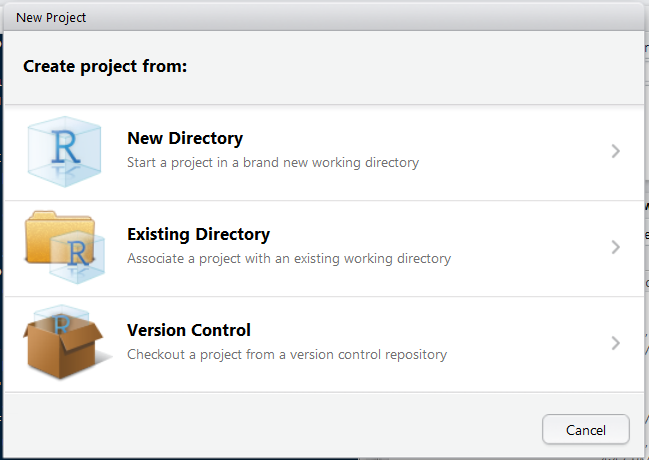 New Project
Create project from:
New Directory
Start a project in a brand new working directory
Existing Directory
Associate a project with an existing working directory
Version Control
Checkout a project from a version control repository
Cancel